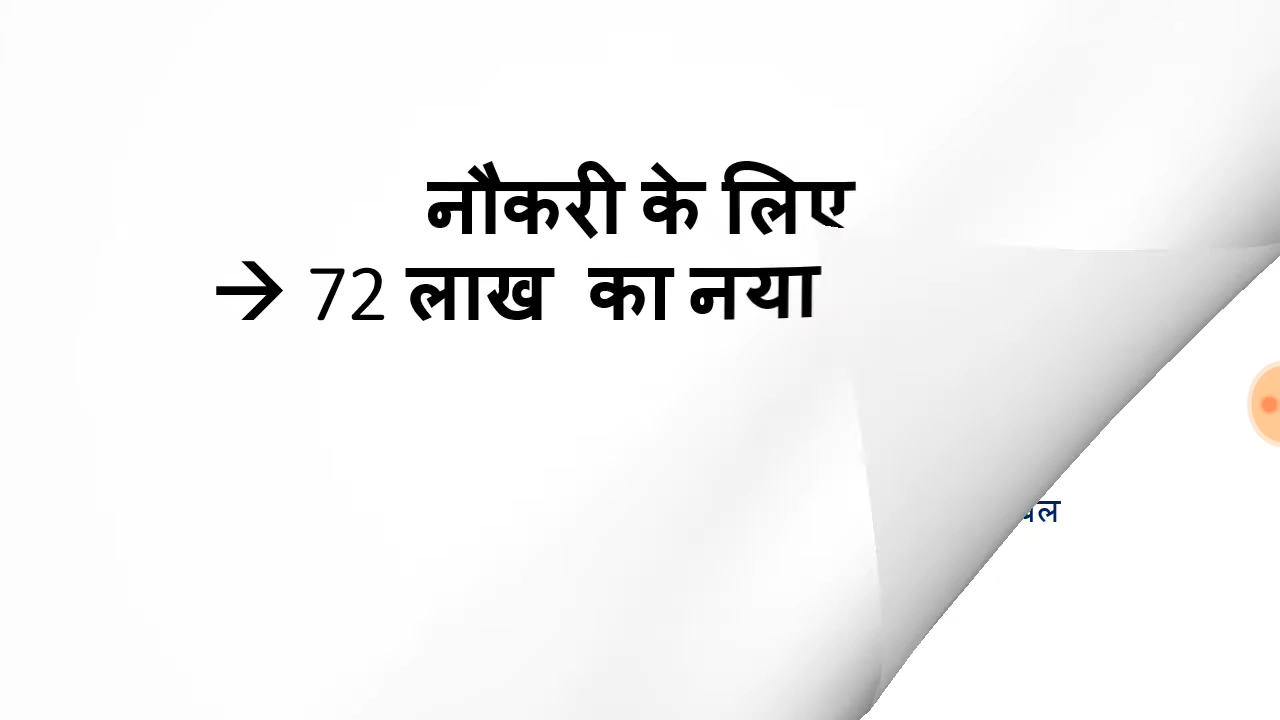 नौकरी के लिए
→ 72 लाख का नया